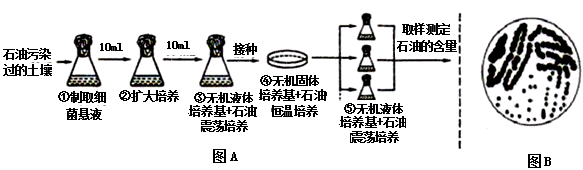 石油污染
过的土壤
10ml
10ml
接种
取样测定
石油的含量
①制取细
菌悬液
②扩大培养
③无机液体
培养基+石油
震荡培养
④无机固体
培养基+石油
恒温培养
⑤无机液体
培养基+石油
震荡培养
图A
图B